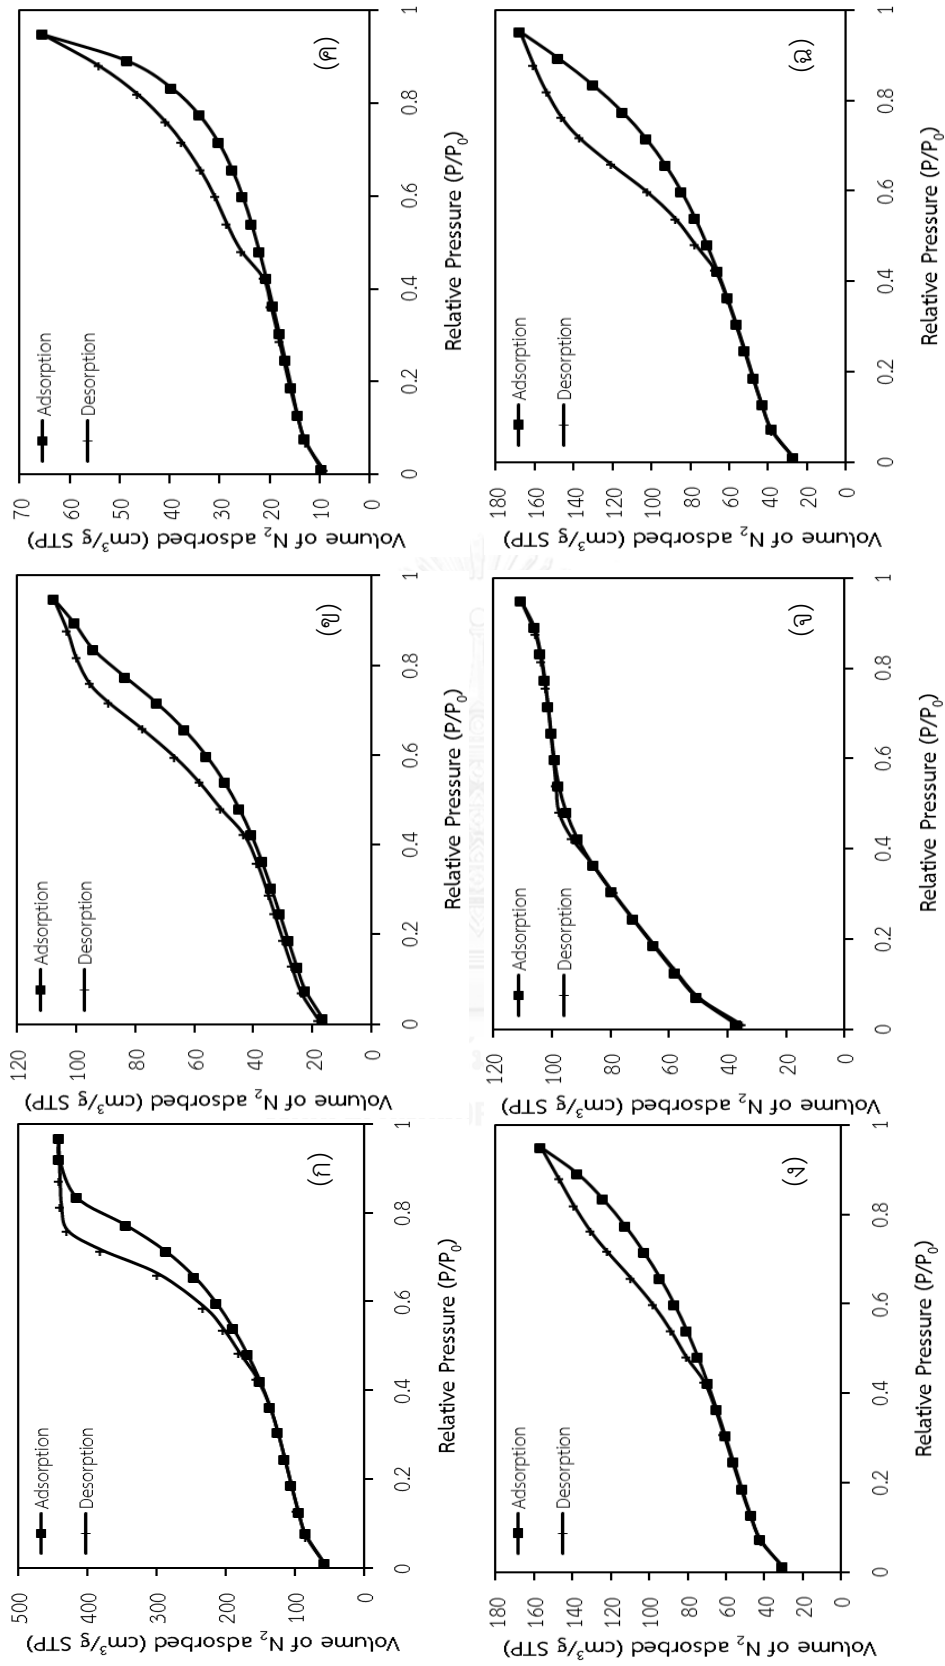 Volume of N₂ adsorbed (cm³/g STP)
500
400
300
200
100
0
Adsorption
Desorption
(ก)
0 0.2 0.4 0.6 0.8 1
Relative Pressure (P/P₀)
Volume of N₂ adsorbed (cm³/g STP)
120
100
80
60
40
20
0
Adsorption
Desorption
(ข)
0 0.2 0.4 0.6 0.8 1
Relative Pressure (P/P₀)
Volume of N₂ adsorbed (cm³/g STP)
70
60
50
40
30
20
10
0
Adsorption
Desorption
(ค)
0 0.2 0.4 0.6 0.8 1
Relative Pressure (P/P₀)
Volume of N₂ adsorbed (cm³/g STP)
180
160
140
120
100
80
60
40
20
0
Adsorption
Desorption
(ง)
0 0.2 0.4 0.6 0.8 1
Relative Pressure (P/P₀)
Volume of N₂ adsorbed (cm³/g STP)
120
100
80
60
40
20
0
Adsorption
Desorption
(จ)
0 0.2 0.4 0.6 0.8 1
Relative Pressure (P/P₀)
Volume of N₂ adsorbed (cm³/g STP)
180
160
140
120
100
80
60
40
20
0
Adsorption
Desorption
(ฉ)
0 0.2 0.4 0.6 0.8 1
Relative Pressure (P/P₀)